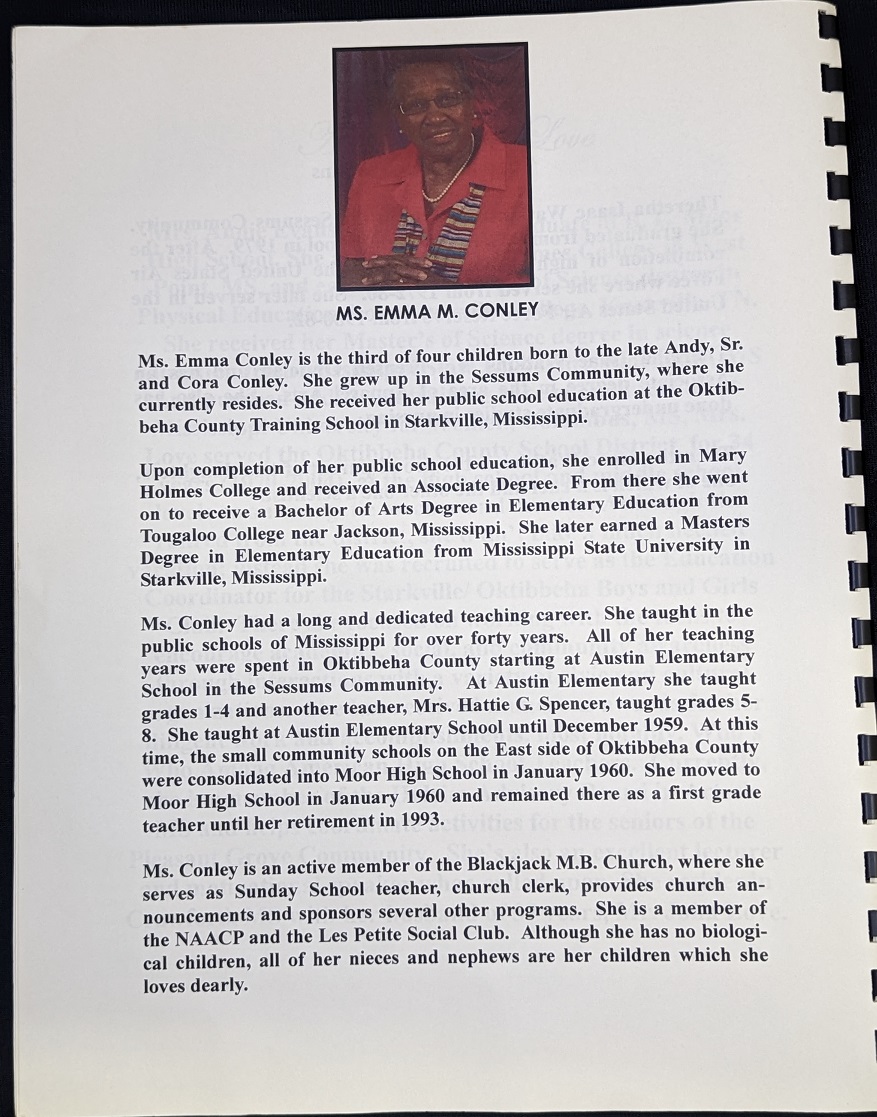 MS. EMMA M. CONLEY
Ms. Emma Conley is the third of four children born to the late Andy, Sr.
and Cora Conley. She grew up in the Sessums Community, where she
currently resides. She received her public school education at the Oktib-
beha County Training School in Starkville, Mississippi.
Upon completion of her public school education, she enrolled in Mary
Holmes College and received an Associate Degree. From there she went
on to receive a Bachelor of Arts Degree in Elementary Education from
Tougaloo College near Jackson, Mississippi. She later earned a Masters
Degree in Elementary Education from Mississippi State University in
Starkville, Mississippi.
Ms. Conley had a long and dedicated teaching career. She taught in the
public schools of Mississippi for over forty years. All of her teaching
years were spent in Oktibbeha County starting at Austin Elementary
School in the Sessums Community. At Austin Elementary she taught
grades 1-4 and another teacher, Mrs. Hattie G. Spencer, taught grades 5-
8. She taught at Austin Elementary School until December 1959. At this
time, the small community schools on the East side of Oktibbeha County
were consolidated into Moor High School in January 1960. She moved to
Moor High School in January 1960 and remained there as a first grade
teacher until her retirement in 1993.
Ms. Conley is an active member of the Blackjack M.B. Church, where she
serves as Sunday School teacher, church clerk, provides church an-
nouncements and sponsors several other programs. She is a member of
the NAACP and the Les Petite Social Club. Although she has no biologi-
cal children, all of her nieces and nephews are her children which she
loves dearly.